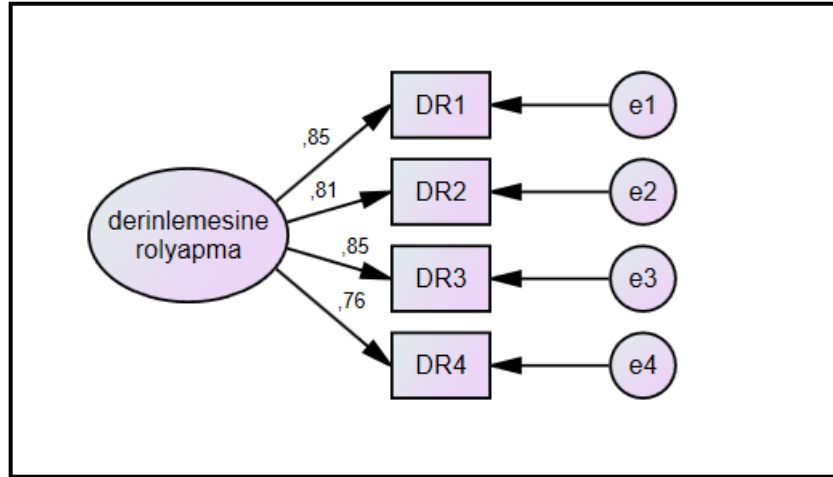 DR1
e1
,85
DR2
e2
,81
derinlemesine
rolyapma
,85
DR3
e3
,76
DR4
e4